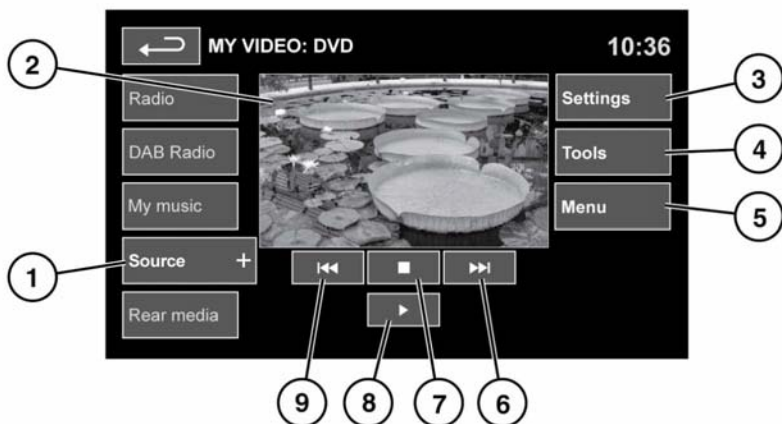 MY VIDEO: DVD 10:36
2
Radio
Settings
3
DAB Radio
Tools
4
My music
Menu
5
1
Source +
Rear media
9 8 7 6